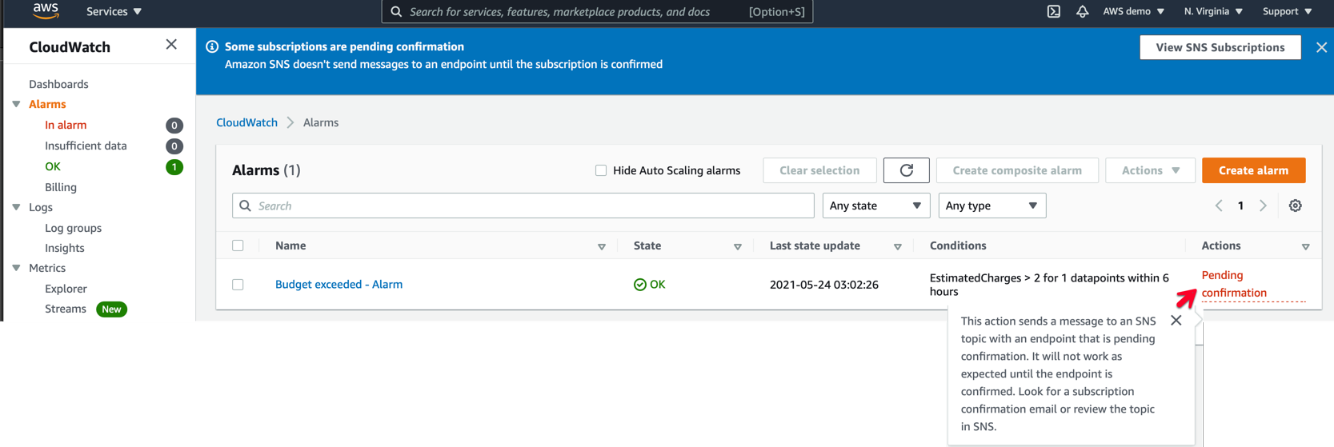 aws
Services ▼
Search for services, features, marketplace products, and docs
[Option+S]
AWS demo ▼
N. Virginia ▼
Support ▼
CloudWatch
Dashboards
Alarms
In alarm 0
Insufficient data 0
OK 1
Billing
Logs
Log groups
Insights
Metrics
Explorer
Streams New
Some subscriptions are pending confirmation
Amazon SNS doesn't send messages to an endpoint until the subscription is confirmed
View SNS Subscriptions
CloudWatch > Alarms
Alarms (1)
Hide Auto Scaling alarms
Clear selection
Create composite alarm
Actions ▼
Create alarm
Search
Any state
Any type
< 1 >
Name
State
Last state update
Conditions
Actions
Budget exceeded - Alarm
OK
2021-05-24 03:02:26
EstimatedCharges > 2 for 1 datapoints within 6
hours
Pending
confirmation
This action sends a message to an SNS
topic with an endpoint that is pending
confirmation. It will not work as
expected until the endpoint is
confirmed. Look for a subscription
confirmation email or review the topic
in SNS.